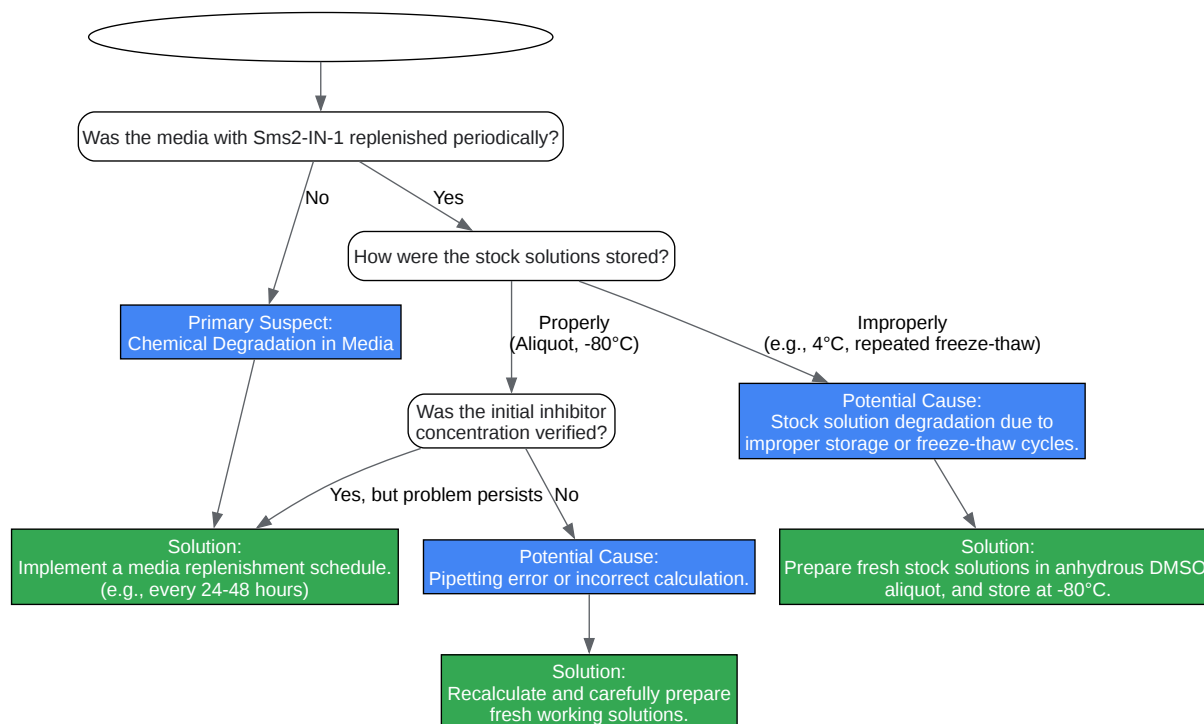 Was the media with Sms2-IN-1 replenished periodically?
No
Yes
How were the stock solutions stored?
Primary Suspect:
Chemical Degradation in Media
Properly
(Aliquot, -80°C)
Improperly
(e.g., 4°C, repeated freeze-thaw)
Was the initial inhibitor
concentration verified?
Potential Cause:
Stock solution degradation due to
improper storage or freeze-thaw cycles.
Yes, but problem persists
No
Solution:
Implement a media replenishment schedule.
(e.g., every 24-48 hours)
Potential Cause:
Pipetting error or incorrect calculation.
Solution:
Prepare fresh stock solutions in anhydrous DMSO,
aliquot, and store at -80°C.
Solution:
Recalculate and carefully prepare
fresh working solutions.